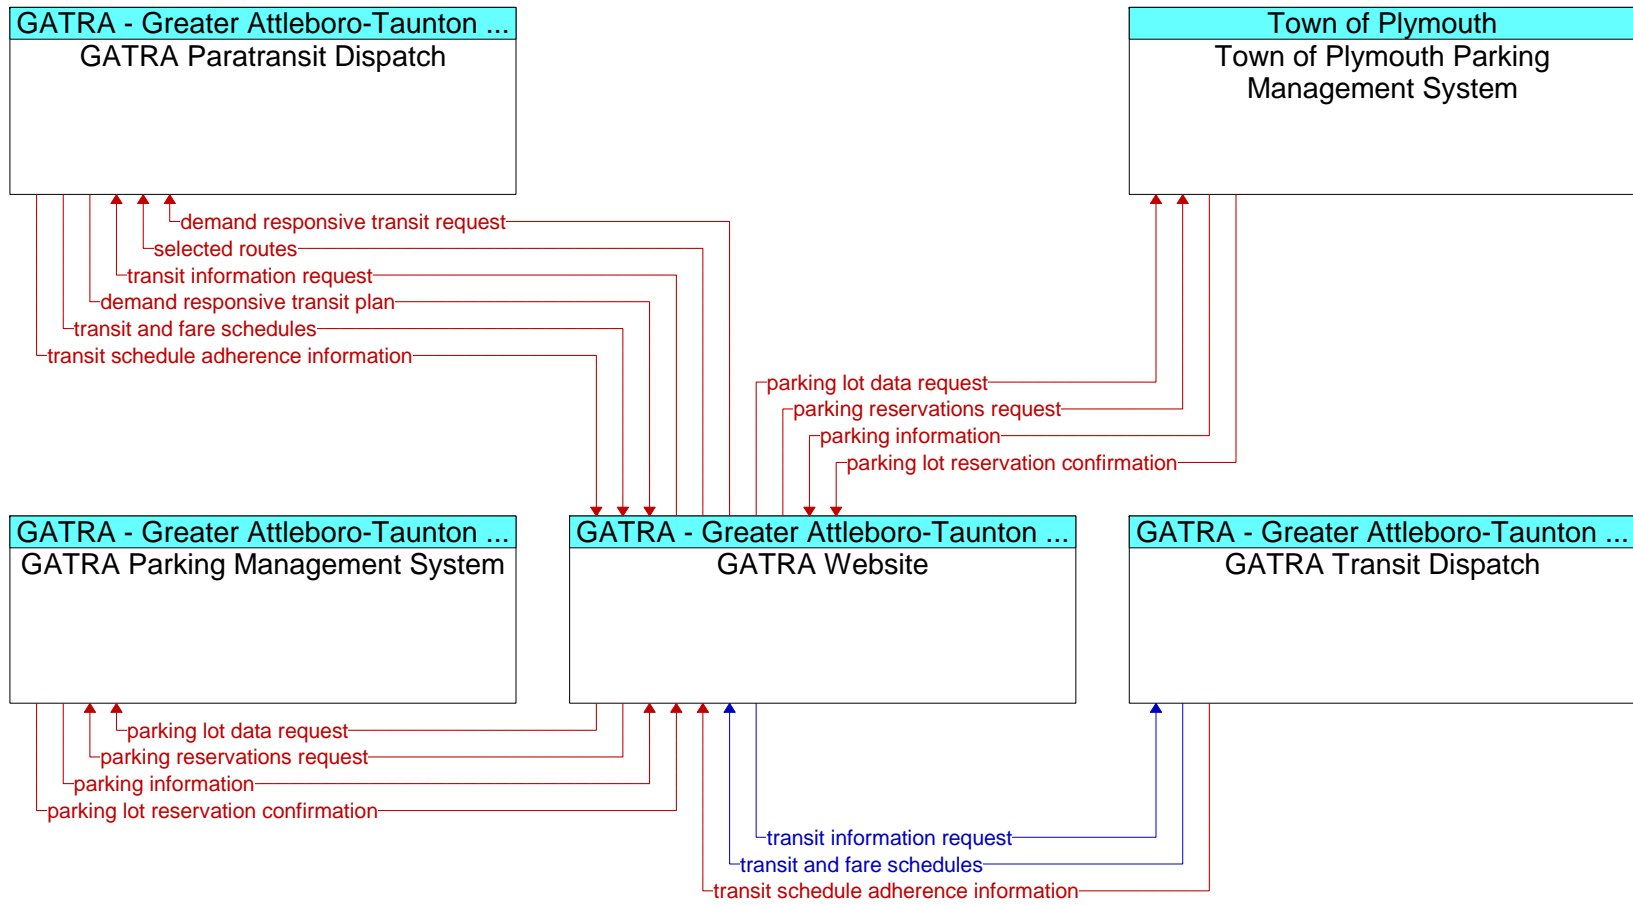 GATRA - Greater Attleboro-Taunton ...
GATRA Paratransit Dispatch
Town of Plymouth
Town of Plymouth Parking
Management System
demand responsive transit request
selected routes
transit information request
demand responsive transit plan
transit and fare schedules
transit schedule adherence information
parking lot data request
parking reservations request
parking information
parking lot reservation confirmation
GATRA - Greater Attleboro-Taunton ...
GATRA Parking Management System
GATRA - Greater Attleboro-Taunton ...
GATRA Website
GATRA - Greater Attleboro-Taunton ...
GATRA Transit Dispatch
parking lot data request
parking reservations request
parking information
parking lot reservation confirmation
transit information request
transit and fare schedules
transit schedule adherence information